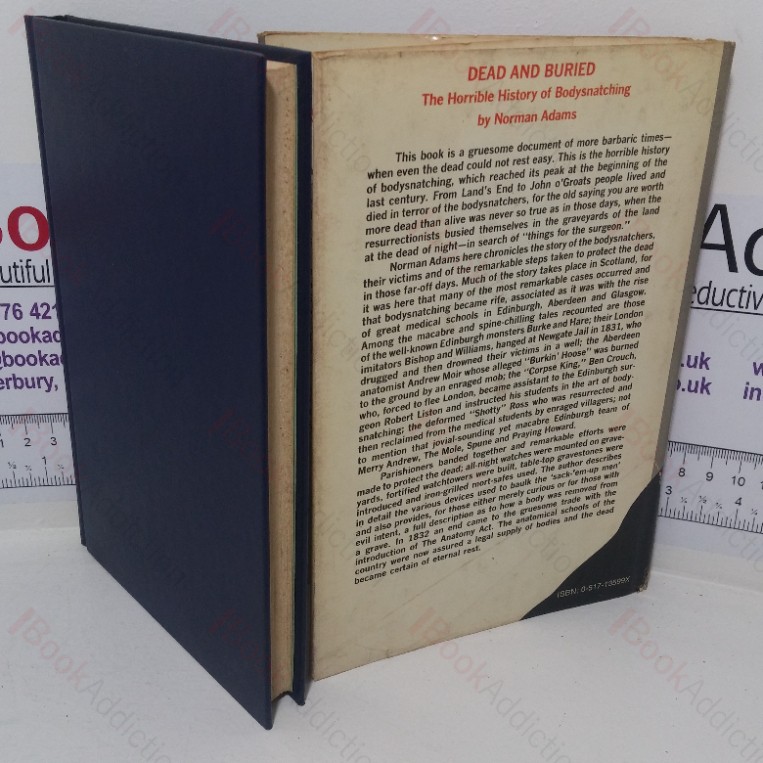 DEAD AND BURIED
The Horrible History of Bodysnatching
by Norman Adams
This book is a gruesome document of more barbaric times—
when even the dead could not rest easy. This is the horrible history
of bodysnatching, which reached its peak at the beginning of the
last century. From Land's End to John o'Groats people lived and
died in terror of the bodysnatchers, for the old saying you are worth
more dead than alive was never so true as in those days, when the
resurrectionists busied themselves in the graveyards of the land
at the dead of night—in search of "things for the surgeon."
Norman Adams here chronicles the story of the bodysnatchers,
their victims and of the remarkable steps taken to protect the dead
in those far-off days. Much of the story takes place in Scotland, for
it was here that many of the most remarkable cases occurred and
that bodysnatching became rife, associated as it was with the rise
of great medical schools in Edinburgh, Aberdeen and Glasgow.
Among the macabre and spine-chilling tales recounted are those
of the well-known Edinburgh monsters Burke and Hare; their London
imitators Bishop and Williams, hanged at Newgate Jail in 1831, who
drugged and then drowned their victims in a well; the Aberdeen
anatomist Andrew Moir whose alleged "Burkin' Hoose" was burned
to the ground by an enraged mob; the "Corpse King," Ben Crouch,
who, forced to flee London, became assistant to the Edinburgh sur-
geon Robert Liston and instructed his students in the art of body-
snatching; the deformed "Shotty" Ross who was resurrected and
then reclaimed from the medical students by enraged villagers; not
to mention that jovial-sounding yet macabre Edinburgh team of
Merry Andrew, The Mole, Spune and Praying Howard.
Parishioners banded together and remarkable efforts were
made to protect the dead; all-night watches were mounted on grave-
yards, fortified watchtowers were built, table-top gravestones were
introduced and iron-grilled mort-safes used. The author describes
in detail the various devices used to baulk the 'sack-'em-up men'
and also provides, for those either merely curious or for those with
evil intent, a full description as to how a body was removed from
a grave. In 1832 an end came to the gruesome trade with the
introduction of The Anatomy Act. The anatomical schools of the
country were now assured a legal supply of bodies and the dead
became certain of eternal rest.
ISBN: 0-517-13599X